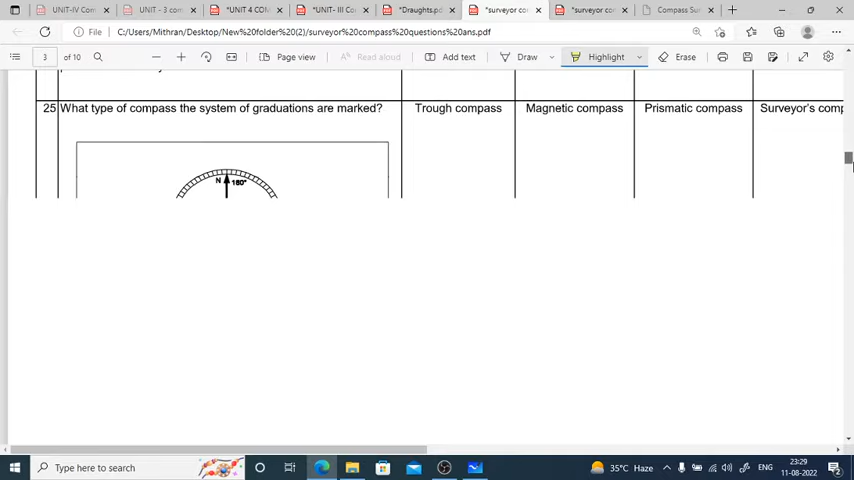 UNIT-IV Com
UNIT - 3 com
*UNIT 4 COM
*UNIT- III Co
*Draughts.pd
*surveyor co
*surveyor co
Compass Sur
File
C:/Users/Mithran/Desktop/New%20folder%20(2)/surveyor%20compass%20questions%20ans.pdf
3
of 10
Page view
Read aloud
Add text
Draw
Highlight
Erase
25 What type of compass the system of graduations are marked?
Trough compass
Magnetic compass
Prismatic compass
Surveyor's comp
N
180°
Type here to search
35°C Haze
ENG
23:29
11-08-2022
2